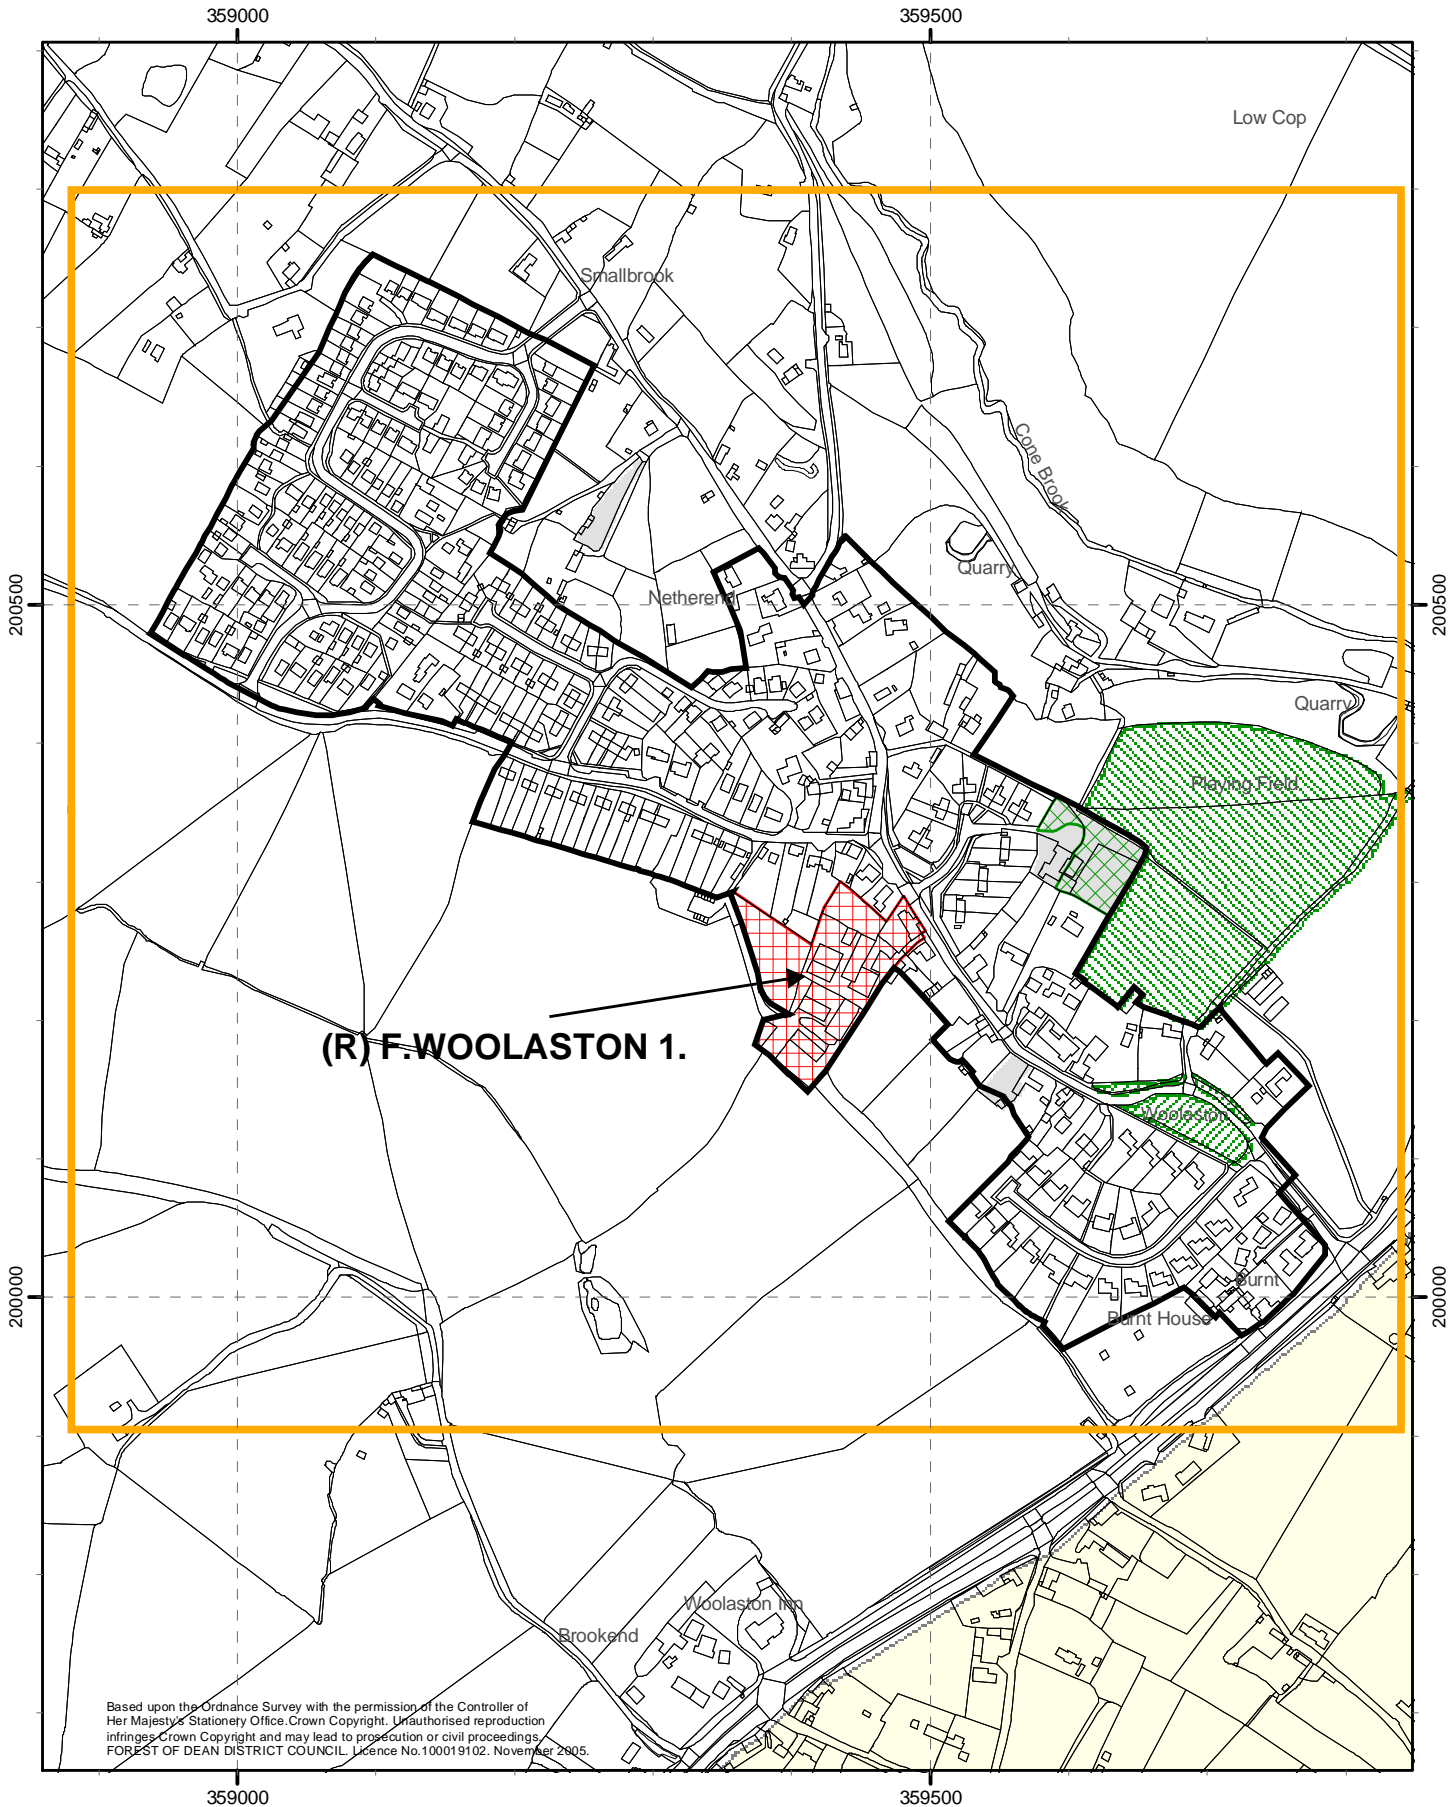 359000
359500
Low Cop
Smallbrook
Cone Brook
Quarry
200500
200500
Netherend
Quarry
Playing Field
(R) F.WOOLASTON 1.
Woolaston
Burnt
200000
200000
Burnt House
Woolaston Inn
Brookend
Based upon the Ordnance Survey with the permission of the Controller of
Her Majesty's Stationery Office.Crown Copyright. Unauthorised reproduction
infringes Crown Copyright and may lead to prosecution or civil proceedings.
FOREST OF DEAN DISTRICT COUNCIL. Licence No.100019102. November 2005.
359000
359500